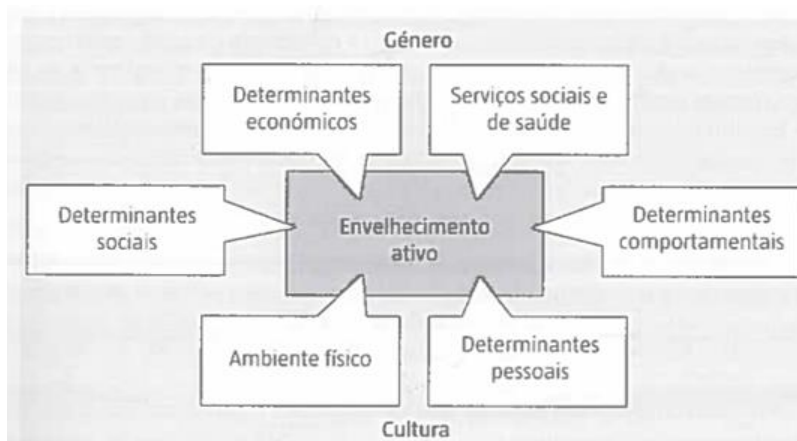 Género
Determinantes
económicos
Serviços sociais e
de saúde
Determinantes
sociais
Envelhecimento
ativo
Determinantes
comportamentais
Ambiente físico
Determinantes
pessoais
Cultura